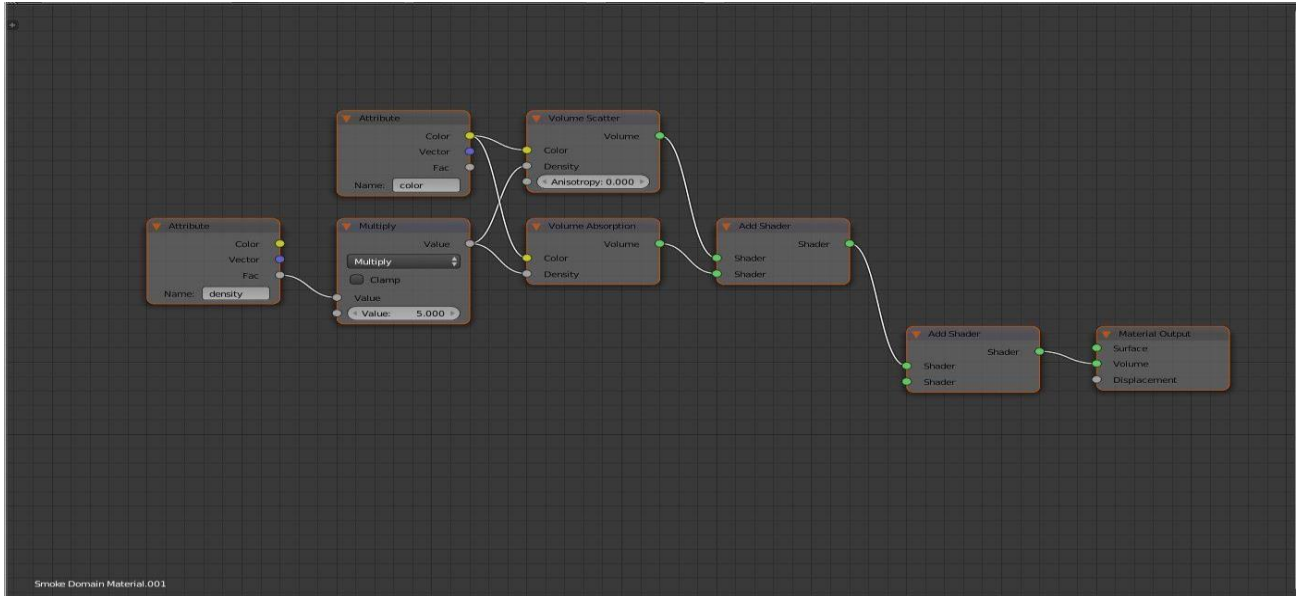 Attribute
Color
Vector
Fac
Name: color
Volume Scatter
Volume
Color
Density
Anisotropy: 0.000
Attribute
Color
Vector
Fac
Name: density
Multiply
Value
Multiply
Clamp
Value
Value: 5.000
Volume Absorption
Volume
Color
Density
Add Shader
Shader
Shader
Shader
Add Shader
Shader
Shader
Shader
Material Output
Surface
Volume
Displacement
Smoke Domain Material.001